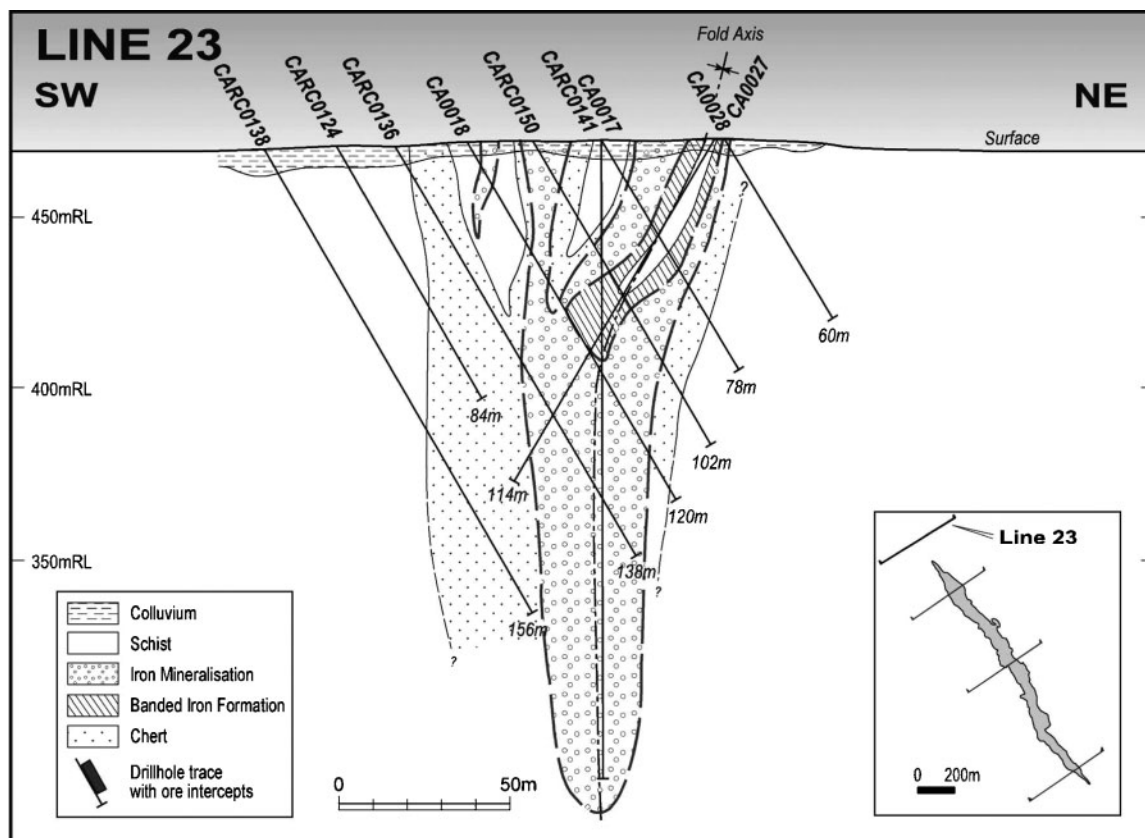 LINE 23
SW
NE
Fold Axis
CARC0138
CARC0124
CARC0136
CA0018
CARC0150
CARC0141
CA0017
CA0028
CA0027
Surface
450mRL
400mRL
350mRL
60m
78m
84m
102m
114m
120m
138m
156m
?
?
?
Colluvium
Schist
Iron Mineralisation
Banded Iron Formation
Chert
Drillhole trace
with ore intercepts
0 50m
Line 23
0 200m